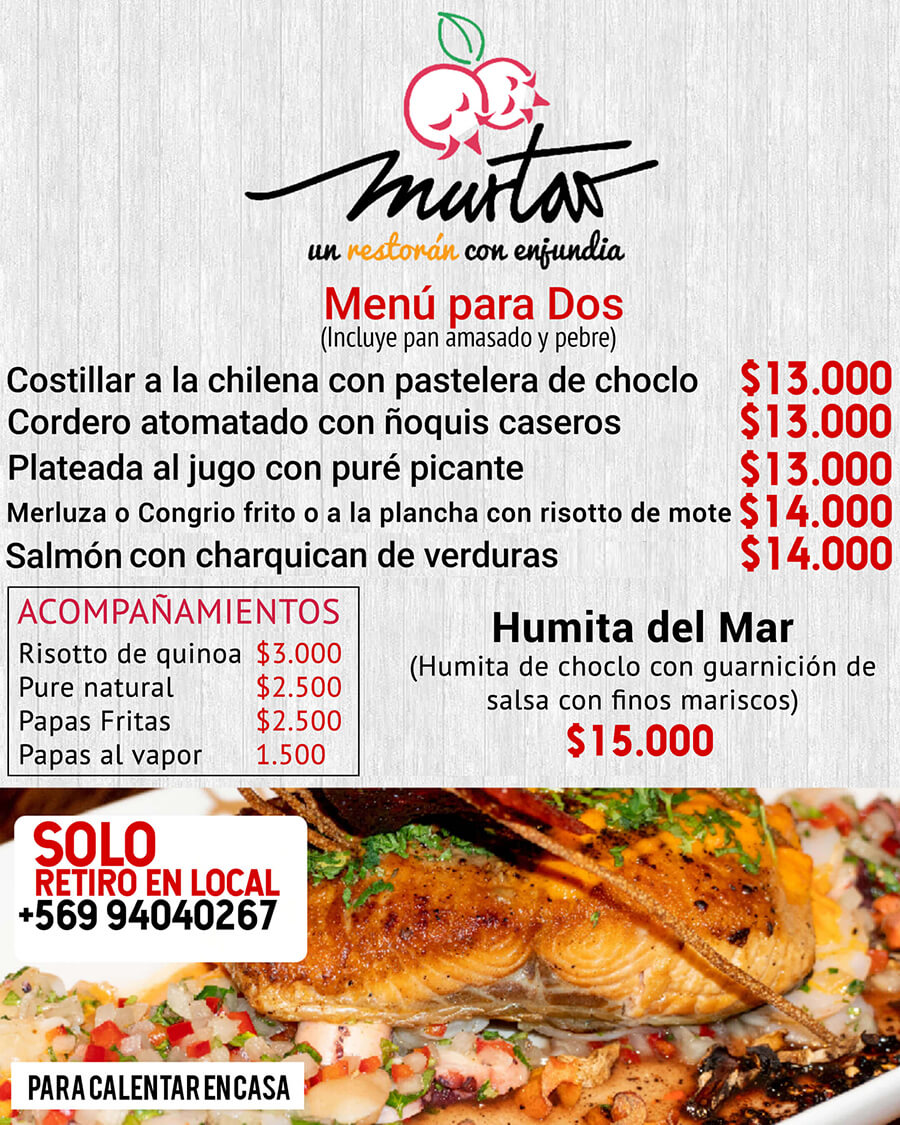 murtao
un restorán con enjundia
Menú para Dos
(Incluye pan amasado y pebre)
Costillar a la chilena con pastelera de choclo $13.000
Cordero atomatado con ñoquis caseros $13.000
Plateada al jugo con puré picante $13.000
Merluza o Congrio frito o a la plancha con risotto de mote $14.000
Salmón con charquican de verduras $14.000
ACOMPAÑAMIENTOS
Risotto de quinoa $3.000
Pure natural $2.500
Papas Fritas $2.500
Papas al vapor 1.500
Humita del Mar
(Humita de choclo con guarnición de
salsa con finos mariscos)
$15.000
SOLO
RETIRO EN LOCAL
+569 94040267
PARA CALENTAR EN CASA